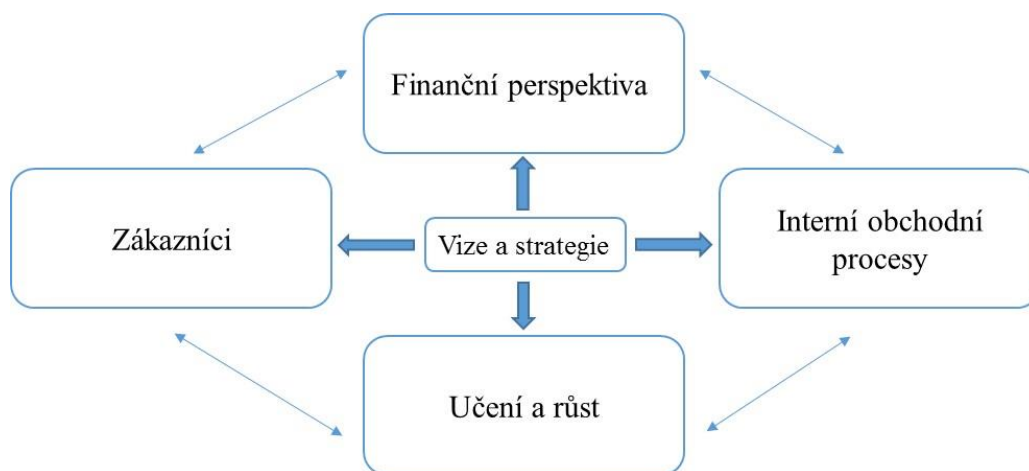 Finanční perspektiva
Zákazníci
Vize a strategie
Interní obchodní
procesy
Učení a růst